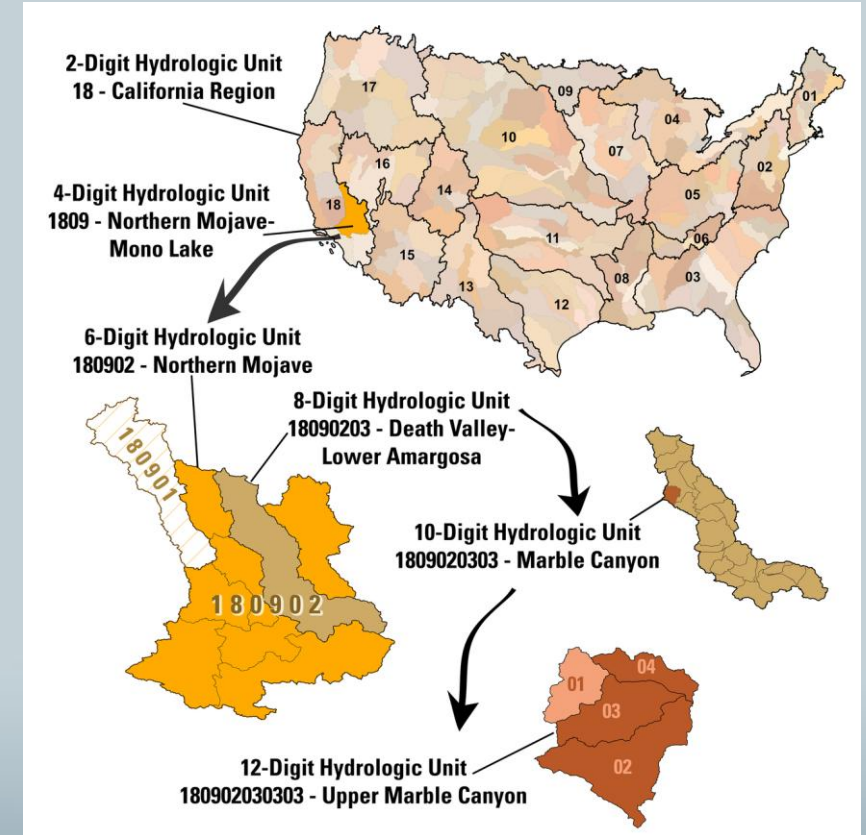 2-Digit Hydrologic Unit
18 - California Region
4-Digit Hydrologic Unit
1809 - Northern Mojave-
Mono Lake
17
09
01
04
10
07
02
16
14
18
05
11
06
15
08
03
13
12
6-Digit Hydrologic Unit
180902 - Northern Mojave
8-Digit Hydrologic Unit
18090203 - Death Valley-
Lower Amargosa
180901
180902
10-Digit Hydrologic Unit
1809020303 - Marble Canyon
04
01
03
02
12-Digit Hydrologic Unit
180902030303 - Upper Marble Canyon